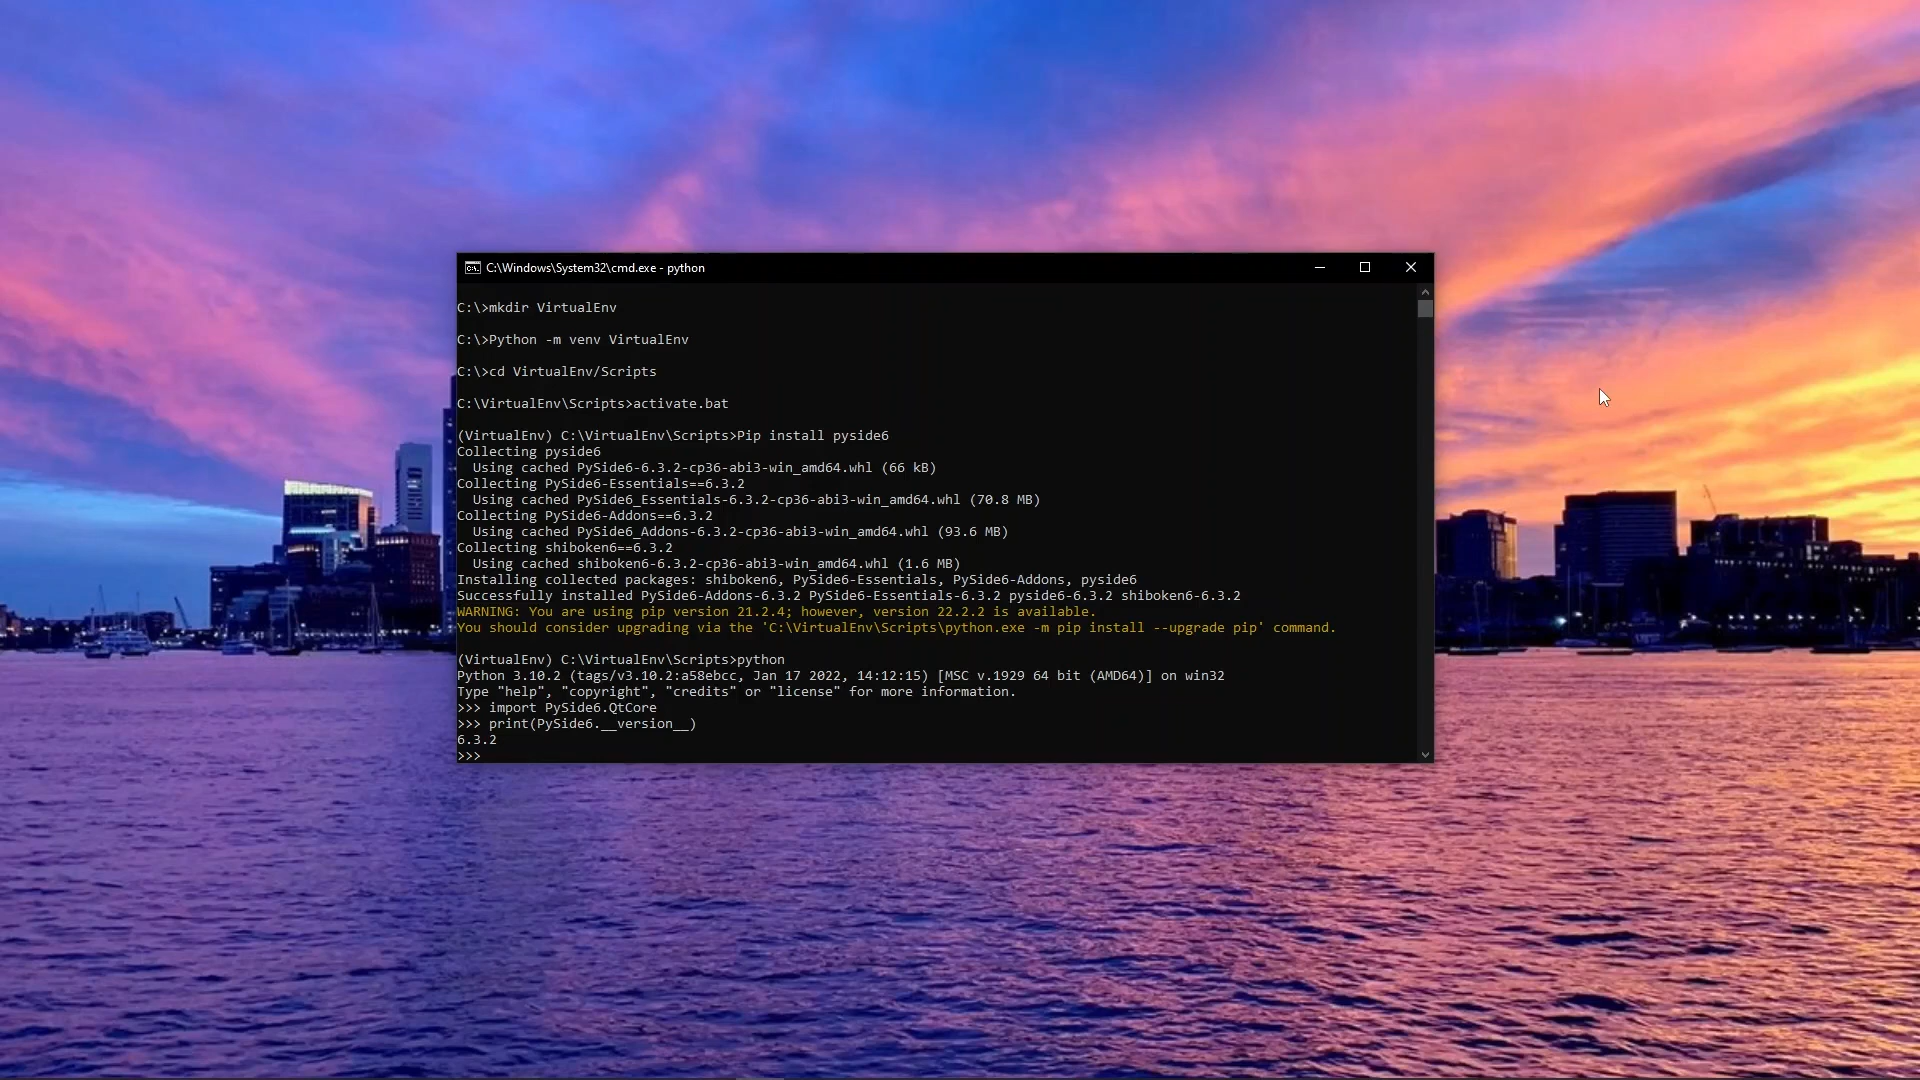 C:\Windows\System32\cmd.exe - python
C:\>mkdir VirtualEnv
C:\>Python -m venv VirtualEnv
C:\>cd VirtualEnv/Scripts
C:\VirtualEnv\Scripts>activate.bat
(VirtualEnv) C:\VirtualEnv\Scripts>Pip install pyside6
Collecting pyside6
  Using cached PySide6-6.3.2-cp36-abi3-win_amd64.whl (66 kB)
Collecting PySide6-Essentials==6.3.2
  Using cached PySide6_Essentials-6.3.2-cp36-abi3-win_amd64.whl (70.8 MB)
Collecting PySide6-Addons==6.3.2
  Using cached PySide6_Addons-6.3.2-cp36-abi3-win_amd64.whl (93.6 MB)
Collecting shiboken6==6.3.2
  Using cached shiboken6-6.3.2-cp36-abi3-win_amd64.whl (1.6 MB)
Installing collected packages: shiboken6, PySide6-Essentials, PySide6-Addons, pyside6
Successfully installed PySide6-Addons-6.3.2 PySide6-Essentials-6.3.2 pyside6-6.3.2 shiboken6-6.3.2
WARNING: You are using pip version 21.2.4; however, version 22.2.2 is available.
You should consider upgrading via the 'C:\VirtualEnv\Scripts\python.exe -m pip install --upgrade pip' command.
(VirtualEnv) C:\VirtualEnv\Scripts>python
Python 3.10.2 (tags/v3.10.2:a58ebcc, Jan 17 2022, 14:12:15) [MSC v.1929 64 bit (AMD64)] on win32
Type "help", "copyright", "credits" or "license" for more information.
>>> import PySide6.QtCore
>>> print(PySide6.__version__)
6.3.2
>>>